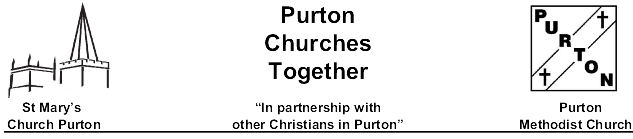 Purton
Churches
Together
St Mary's
Church Purton
“In partnership with
other Christians in Purton”
PURTON
Purton
Methodist Church